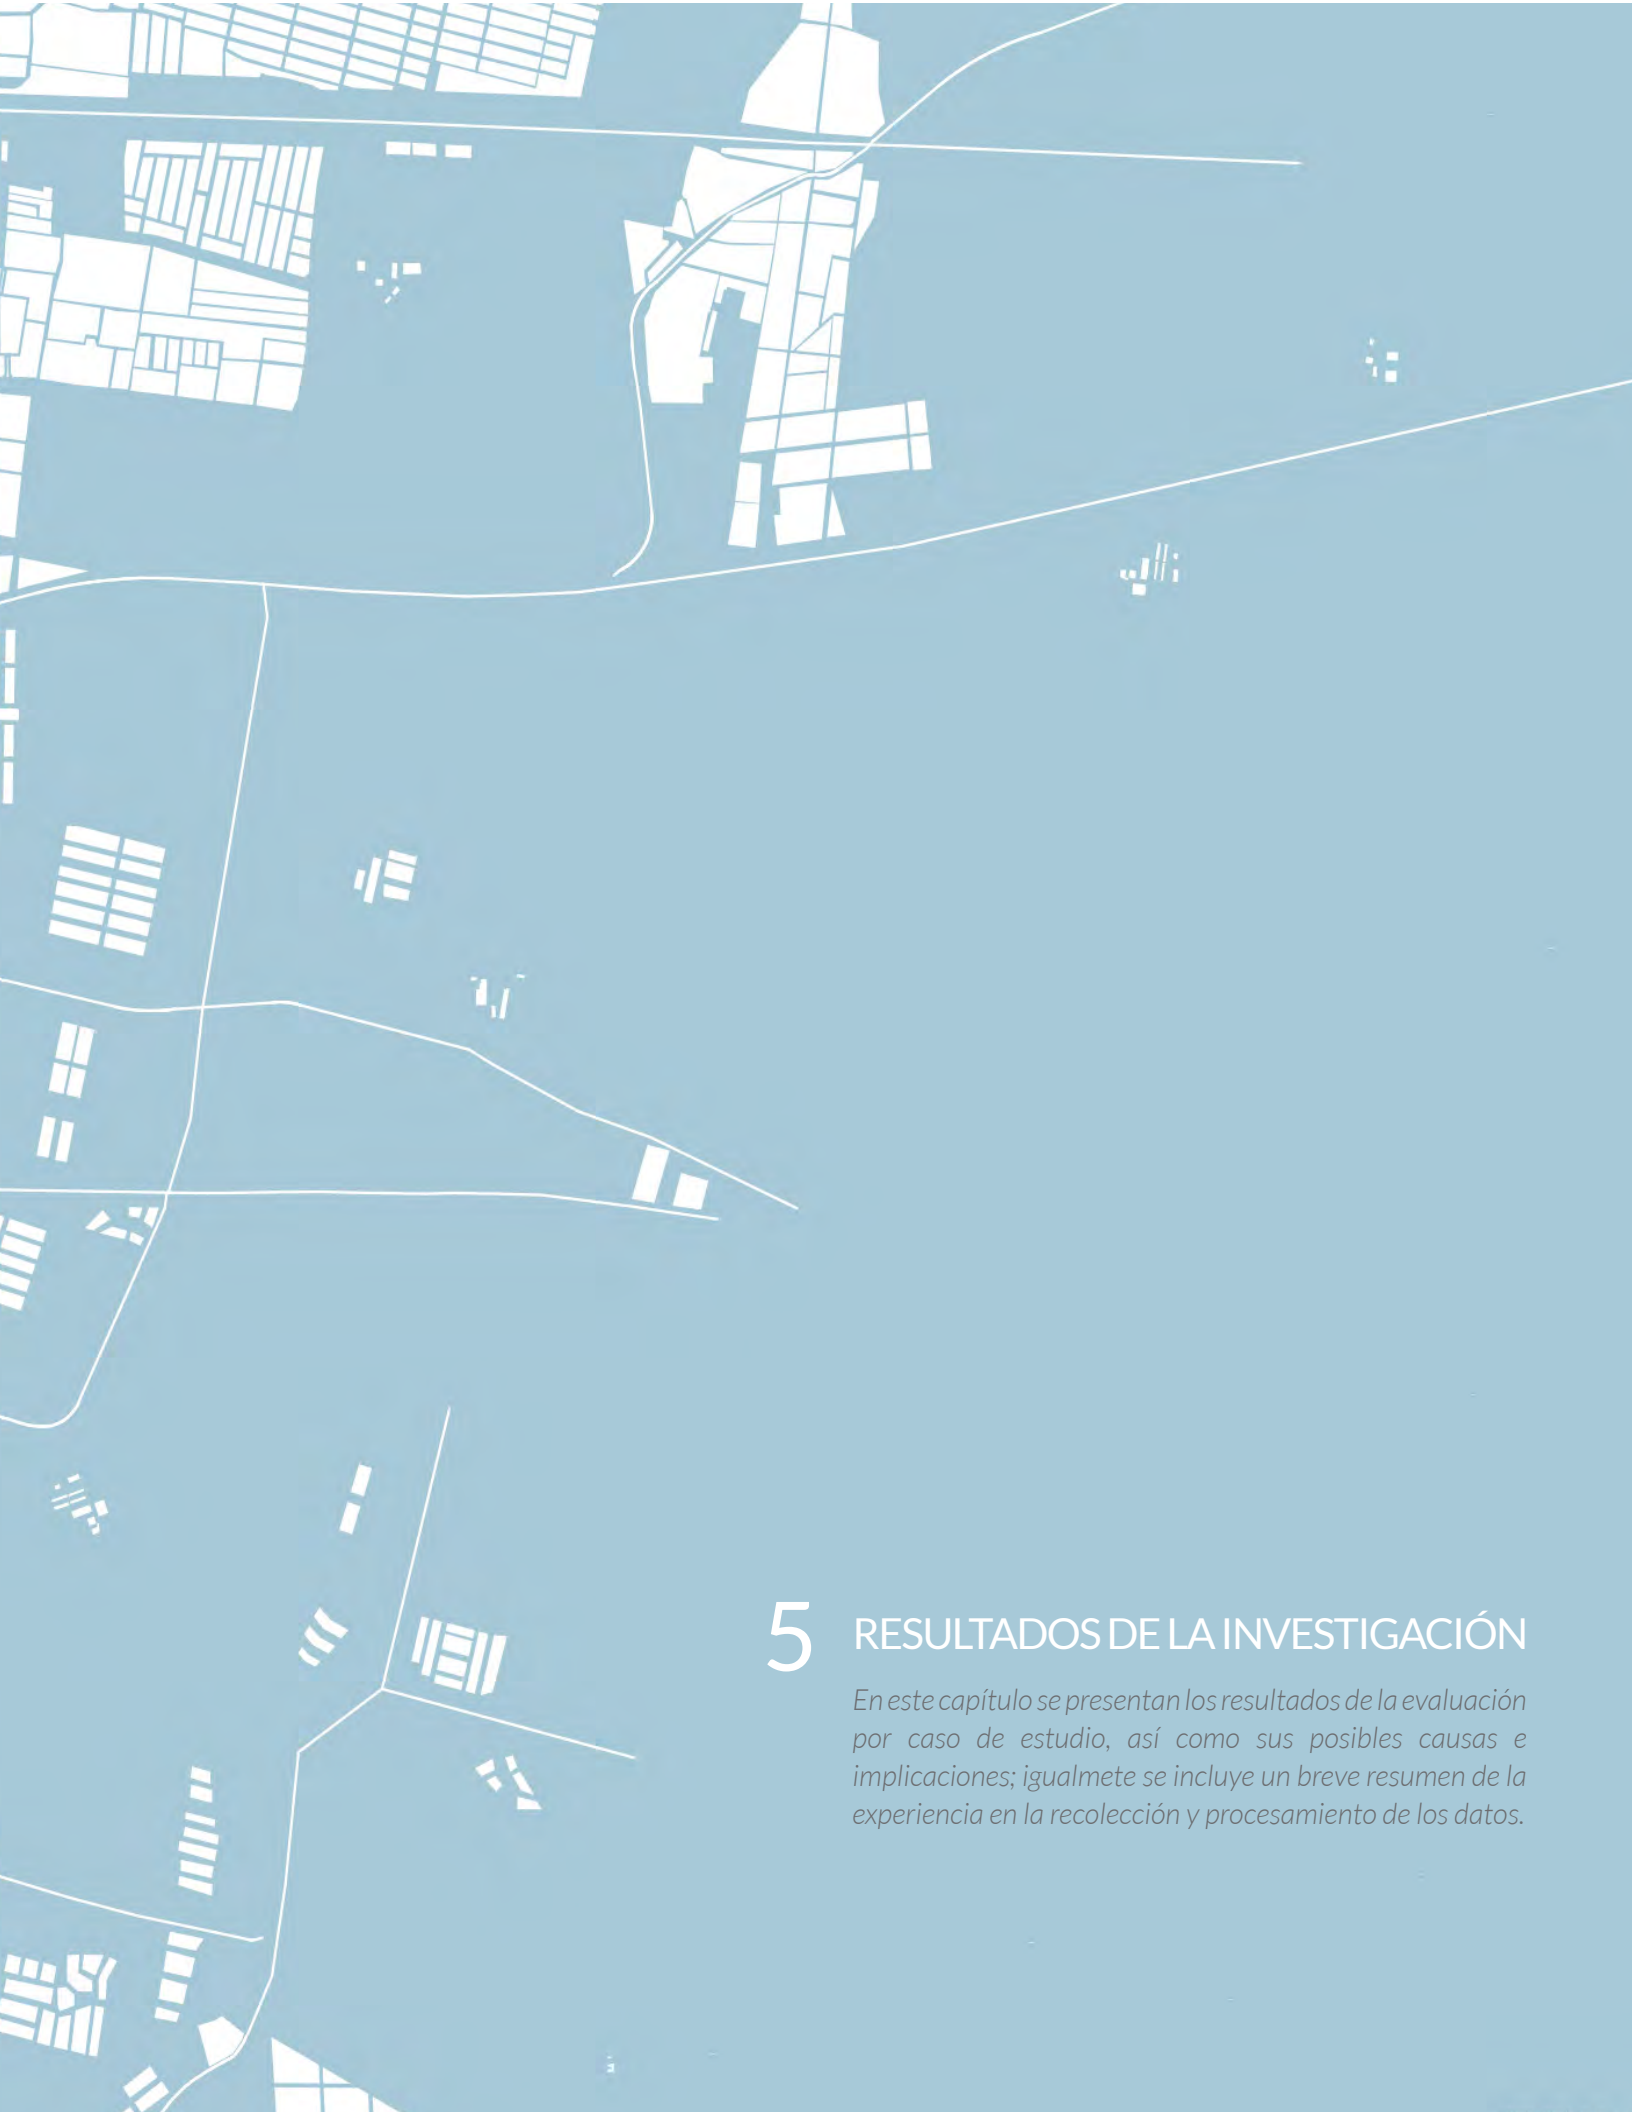 5 RESULTADOS DE LA INVESTIGACIÓN
En este capítulo se presentan los resultados de la evaluación
por caso de estudio, así como sus posibles causas e
implicaciones; igualmete se incluye un breve resumen de la
experiencia en la recolección y procesamiento de los datos.